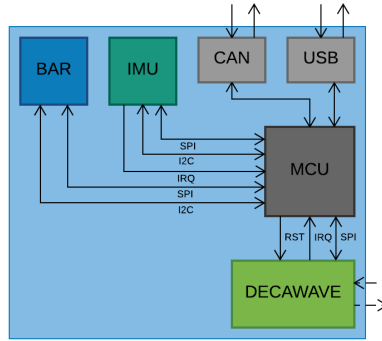 BAR
IMU
CAN
USB
SPI
I2C
IRQ
SPI
I2C
MCU
RST IRQ SPI
DECAWAVE